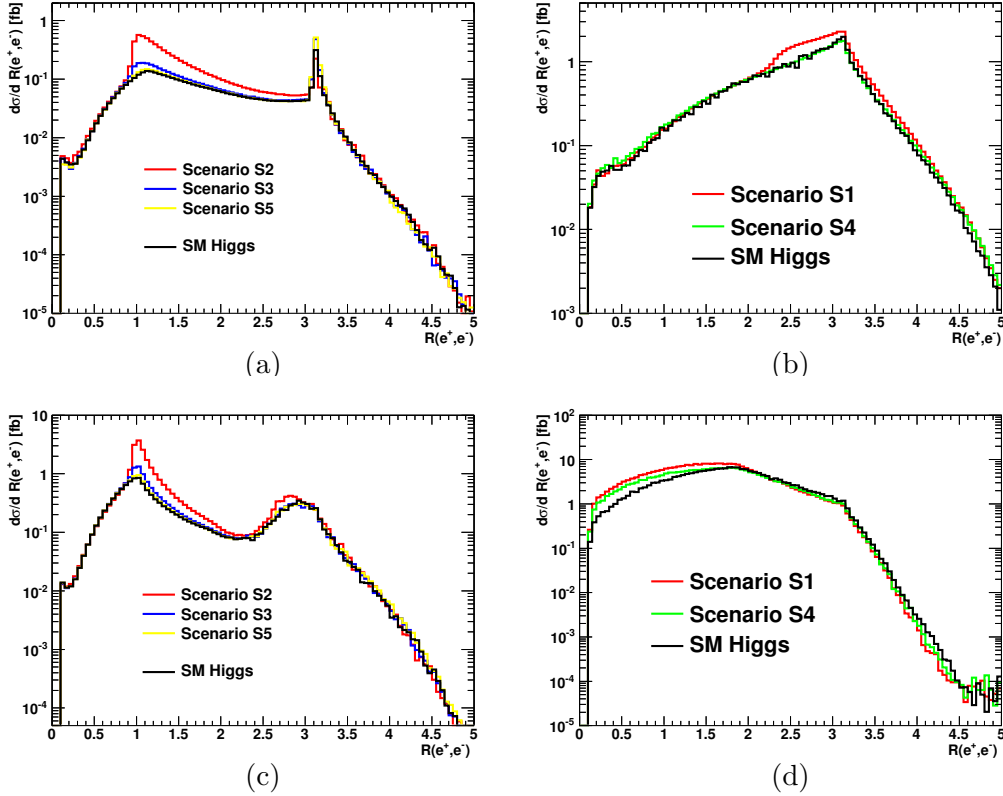 dσ/d R(e⁺,e⁻) [fb]
1
10⁻¹
10⁻²
10⁻³
10⁻⁴
10⁻⁵
Scenario S2
Scenario S3
Scenario S5
SM Higgs
0 0.5 1 1.5 2 2.5 3 3.5 4 4.5 5
R(e⁺,e⁻)
(a)
dσ/d R(e⁺,e⁻) [fb]
1
10⁻¹
10⁻²
10⁻³
Scenario S1
Scenario S4
SM Higgs
0 0.5 1 1.5 2 2.5 3 3.5 4 4.5 5
R(e⁺,e⁻)
(b)
dσ/d R(e⁺,e⁻) [fb]
10
1
10⁻¹
10⁻²
10⁻³
10⁻⁴
Scenario S2
Scenario S3
Scenario S5
SM Higgs
0 0.5 1 1.5 2 2.5 3 3.5 4 4.5 5
R(e⁺,e⁻)
(c)
dσ/d R(e⁺,e⁻) [fb]
10²
10
1
10⁻¹
10⁻²
10⁻³
10⁻⁴
10⁻⁵
Scenario S1
Scenario S4
SM Higgs
0 0.5 1 1.5 2 2.5 3 3.5 4 4.5 5
R(e⁺,e⁻)
(d)